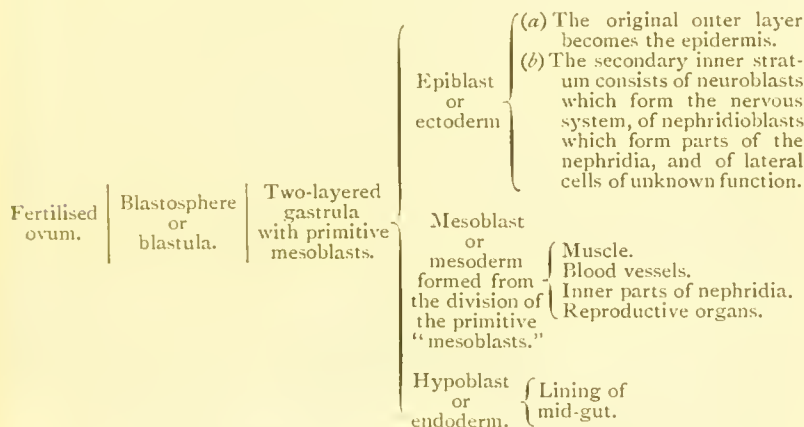 Fertilised
ovum.
Blastosphere
or
blastula.
Two-layered
gastrula
with primitive
mesoblasts.
Epiblast
or
ectoderm
(a) The original outer layer
becomes the epidermis.
(b) The secondary inner strat-
um consists of neuroblasts
which form the nervous
system, of nephridioblasts
which form parts of the
nephridia, and of lateral
cells of unknown function.
Mesoblast
or
mesoderm
formed from
the division of
the primitive
“mesoblasts.”
Muscle.
Blood vessels.
Inner parts of nephridia.
Reproductive organs.
Hypoblast
or
endoderm.
Lining of
mid-gut.